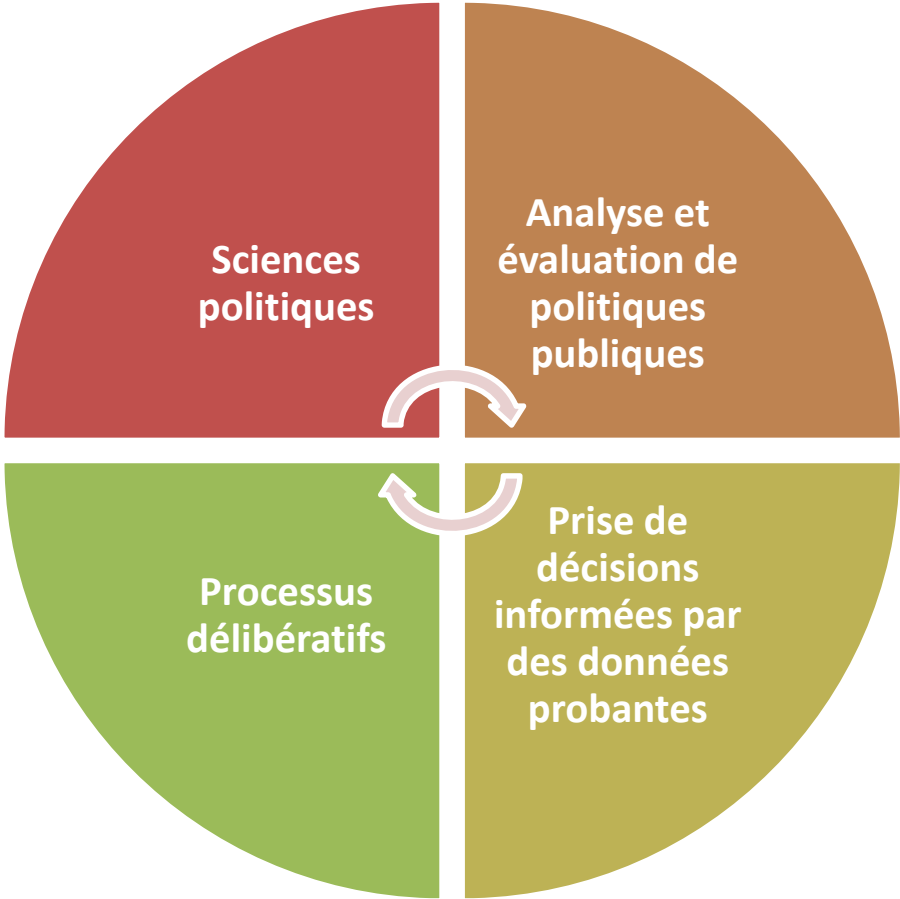 Sciences
politiques
Analyse et
évaluation de
politiques
publiques
Processus
délibératifs
Prise de
décisions
informées par
des données
probantes